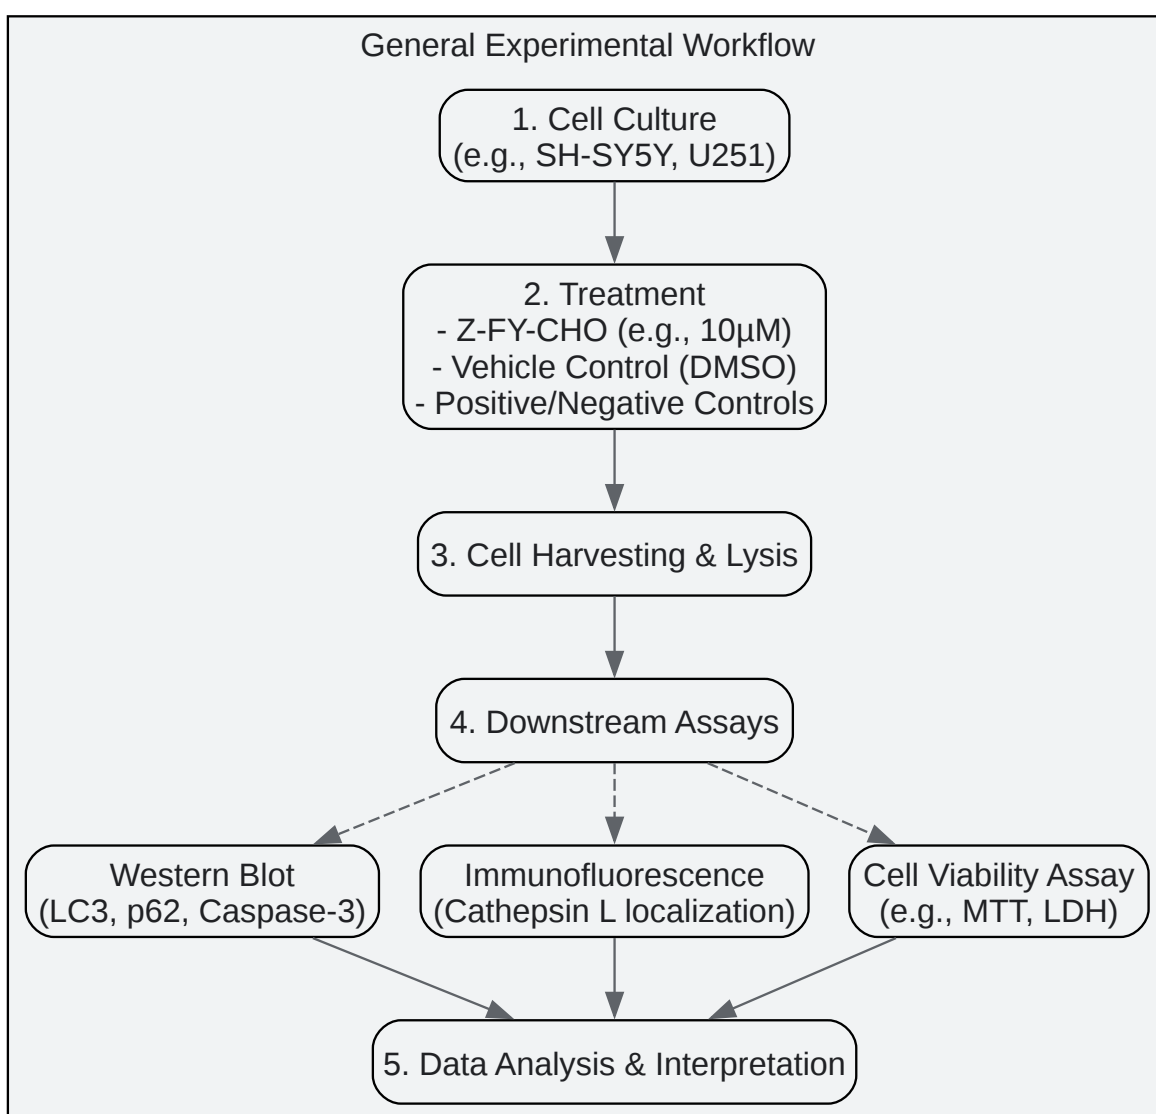 General Experimental Workflow
1. Cell Culture
(e.g., SH-SY5Y, U251)
2. Treatment
- Z-FY-CHO (e.g., 10µM)
- Vehicle Control (DMSO)
- Positive/Negative Controls
3. Cell Harvesting & Lysis
4. Downstream Assays
Western Blot
(LC3, p62, Caspase-3)
Immunofluorescence
(Cathepsin L localization)
Cell Viability Assay
(e.g., MTT, LDH)
5. Data Analysis & Interpretation